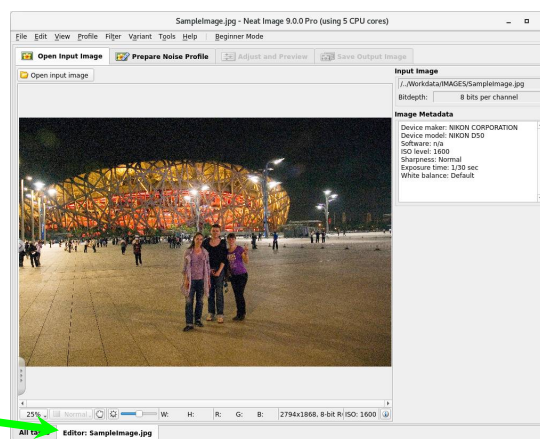 SampleImage.jpg - Neat Image 9.0.0 Pro (using 5 CPU cores)
File Edit View Profile Filter Variant Tools Help Beginner Mode
Open Input Image Prepare Noise Profile Adjust and Preview Save Output Image
Open input image
Input Image
/../Workdata/IMAGES/SampleImage.jpg
Bitdepth: 8 bits per channel
Image Metadata
Device maker: NIKON CORPORATION
Device model: NIKON D50
Software: n/a
ISO level: 1600
Sharpness: Normal
Exposure time: 1/30 sec
White balance: Default
25% Normal W: H: R: G: B: 2794x1868, 8-bit R ISO: 1600
All tas Editor: SampleImage.jpg